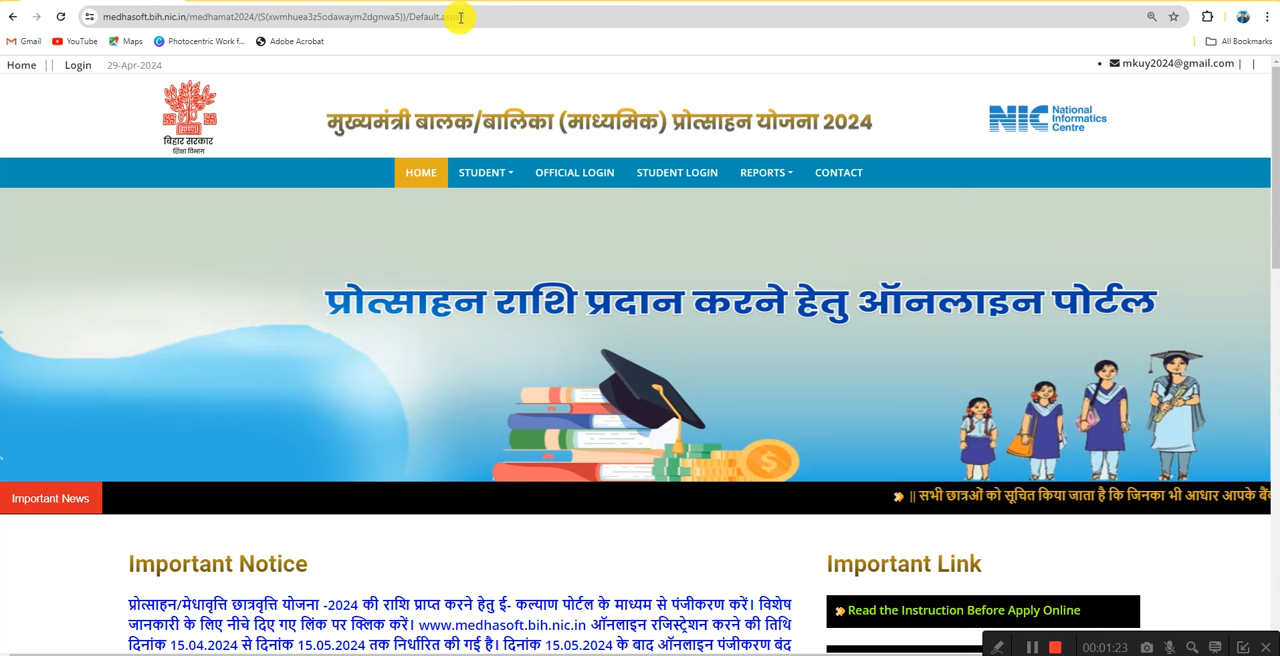 medhasoft.bih.nic.in/medhamat2024/(S(xwmhuea3z5odawaym2dgnwa5))/Default.aspx
Gmail YouTube Maps Photocentric Work f... Adobe Acrobat All Bookmarks
Home || Login 29-Apr-2024 • mkuy2024@gmail.com | |
बिहार सरकार
शिक्षा विभाग
मुख्यमंत्री बालक/बालिका (माध्यमिक) प्रोत्साहन योजना 2024
NIC National
Informatics
Centre
HOME STUDENT OFFICIAL LOGIN STUDENT LOGIN REPORTS CONTACT
प्रोत्साहन राशि प्रदान करने हेतु ऑनलाइन पोर्टल
Important News || सभी छात्राओं को सूचित किया जाता है कि जिनका भी आधार आपके बैं
Important Notice
प्रोत्साहन/मेधावृत्ति छात्रवृत्ति योजना -2024 की राशि प्राप्त करने हेतु ई- कल्याण पोर्टल के माध्यम से पंजीकरण करें। विशेष
जानकारी के लिए नीचे दिए गए लिंक पर क्लिक करें। www.medhasoft.bih.nic.in ऑनलाइन रजिस्ट्रेशन करने की तिथि
दिनांक 15.04.2024 से दिनांक 15.05.2024 तक निर्धारित की गई है। दिनांक 15.05.2024 के बाद ऑनलाइन पंजीकरण बंद
Important Link
Read the Instruction Before Apply Online
00:01:23